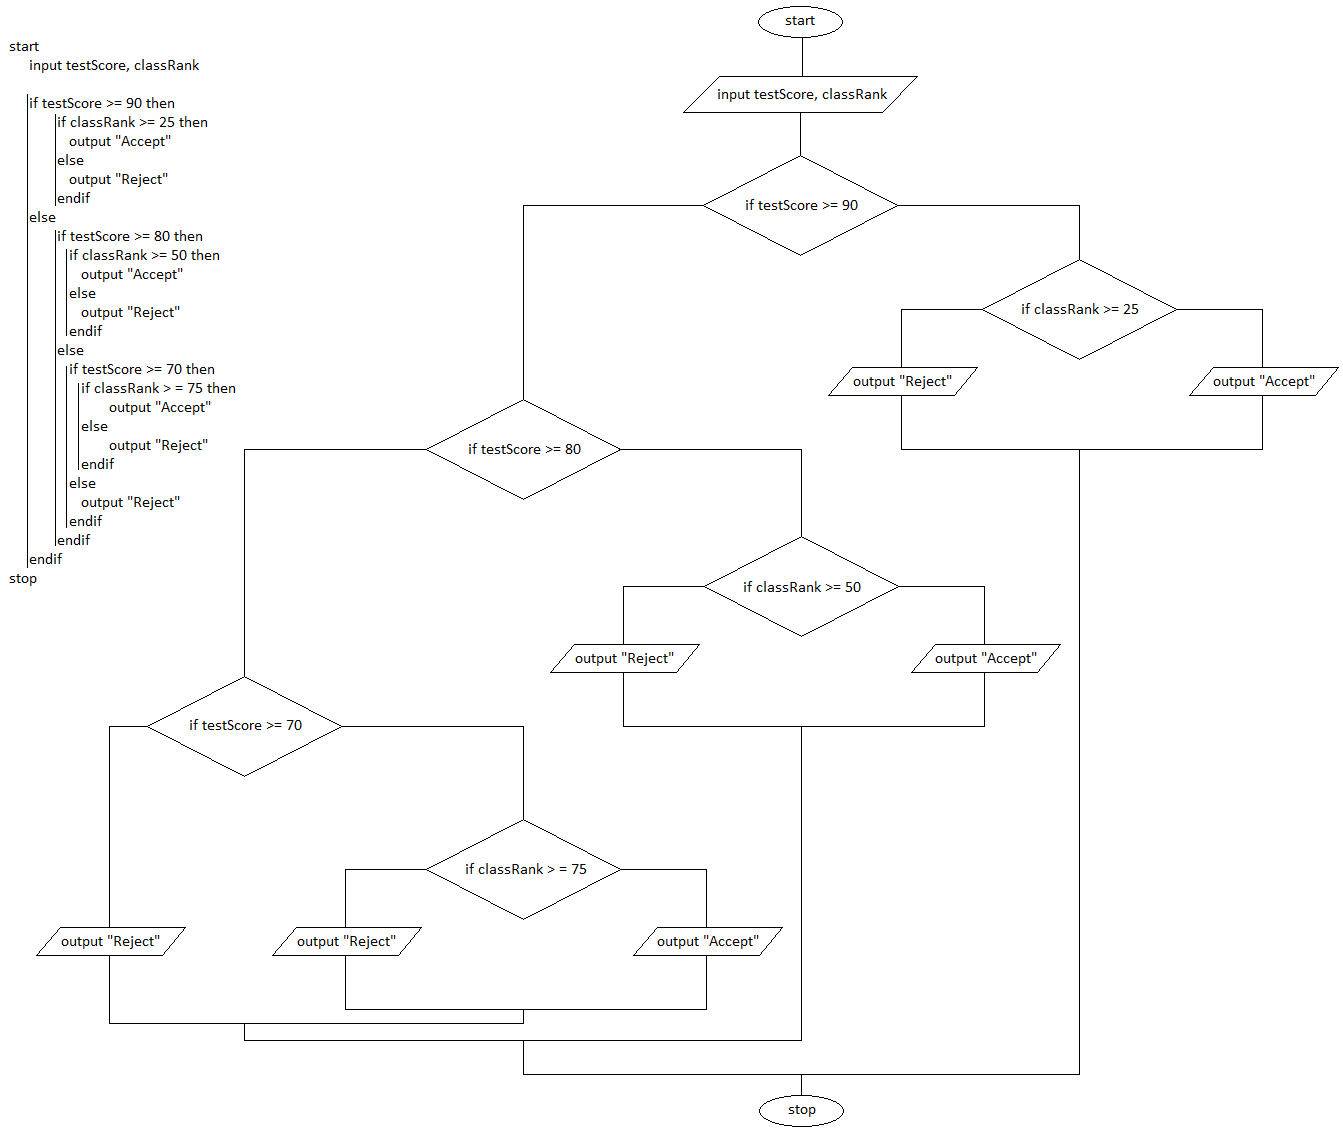 start
input testScore, classRank
if testScore >= 90 then
if classRank >= 25 then
output "Accept"
else
output "Reject"
endif
else
if testScore >= 80 then
if classRank >= 50 then
output "Accept"
else
output "Reject"
endif
else
if testScore >= 70 then
if classRank > = 75 then
output "Accept"
else
output "Reject"
endif
else
output "Reject"
endif
endif
endif
stop
start
input testScore, classRank
if testScore >= 90
if classRank >= 25
output "Reject"
output "Accept"
if testScore >= 80
if classRank >= 50
output "Reject"
output "Accept"
if testScore >= 70
if classRank > = 75
output "Reject"
output "Reject"
output "Accept"
stop